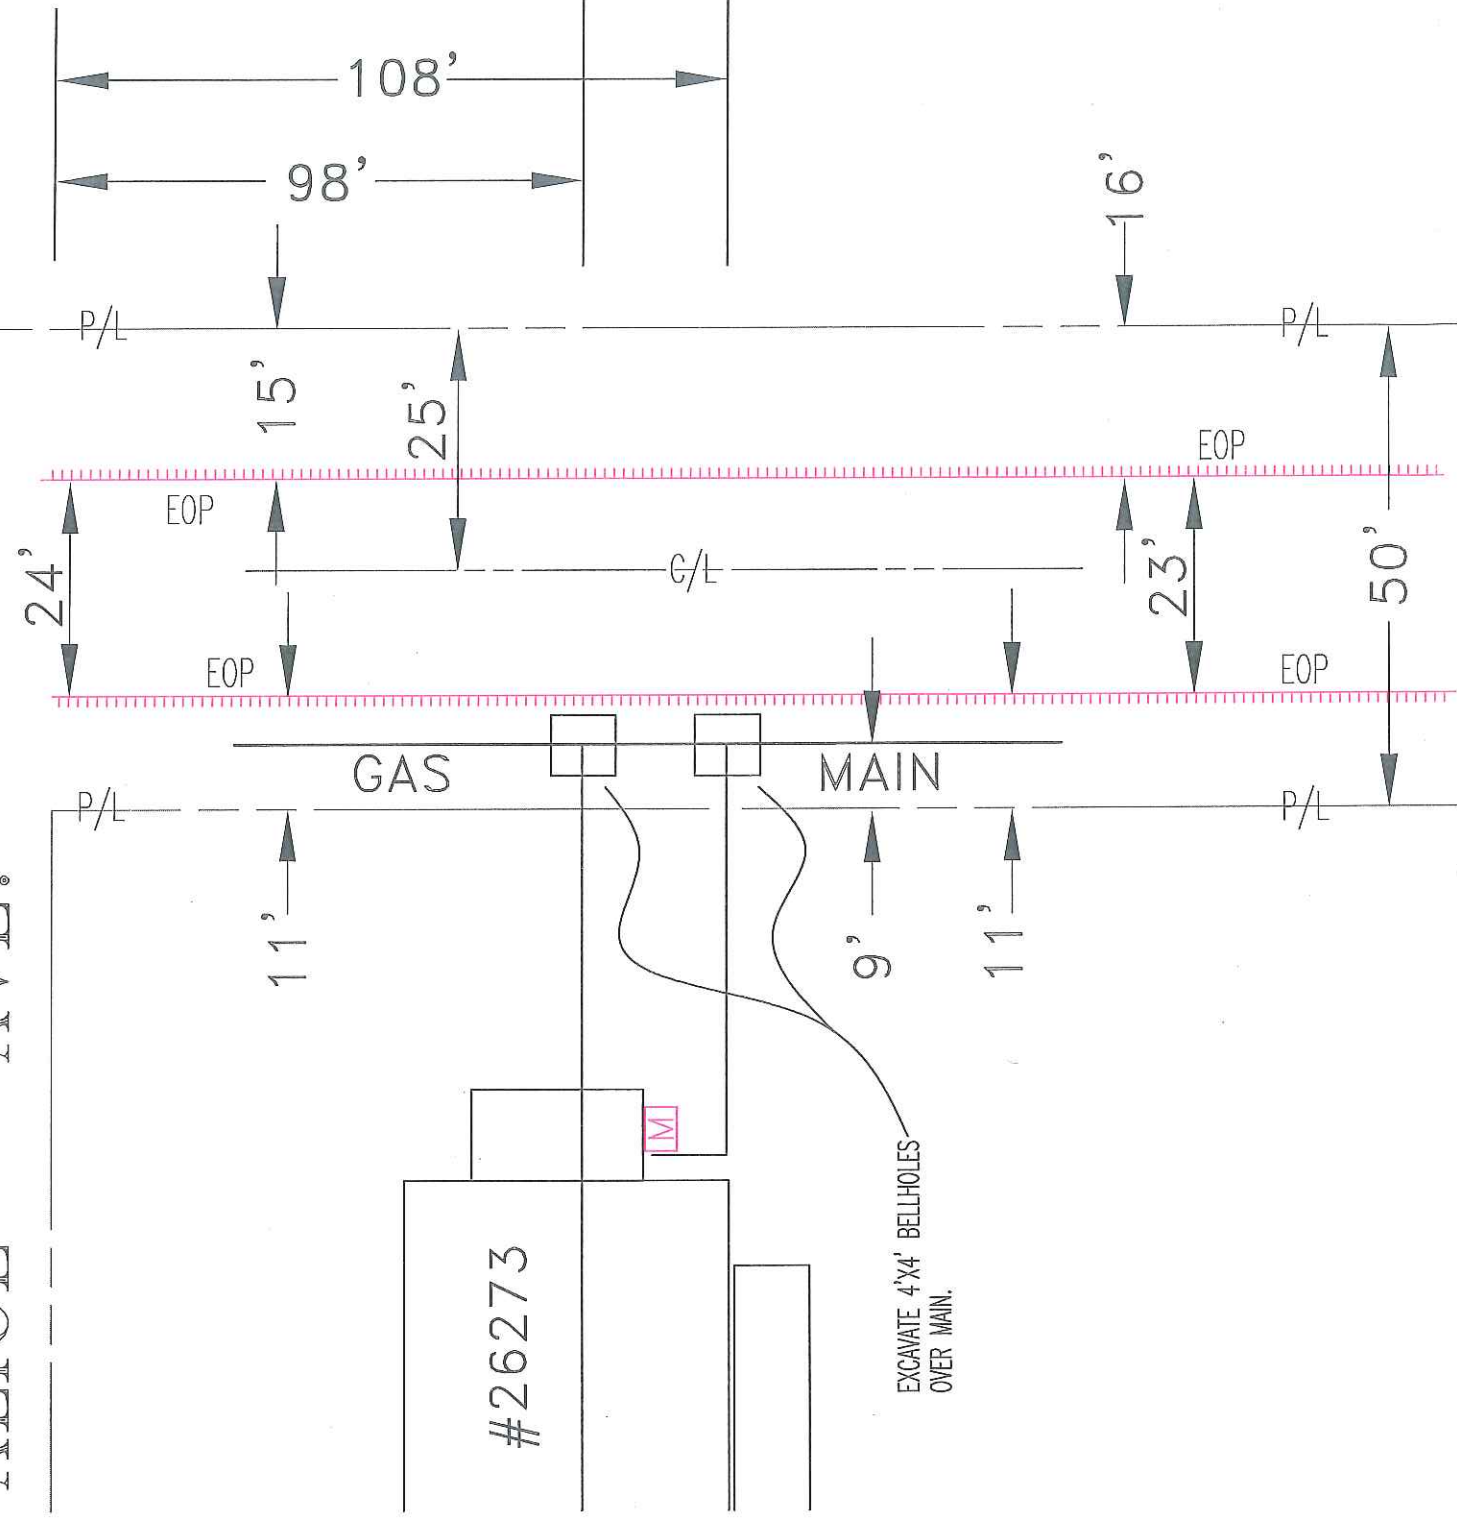 108'
98'
16'
P/L
P/L
15'
25'
EOP
EOP
24'
C/L
23'
50'
EOP
EOP
GAS MAIN
P/L
P/L
11'
9'
11'
M
#26273
EXCAVATE 4'X4' BELLHOLES
OVER MAIN.